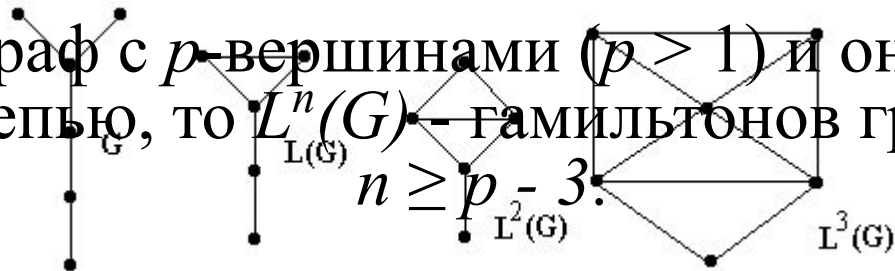 раф с p-вершинами (p > 1) и он
епью, то Lⁿ(G) - гамильтонов гр
n ≥ p - 3.
G
L(G)
L²(G)
L³(G)